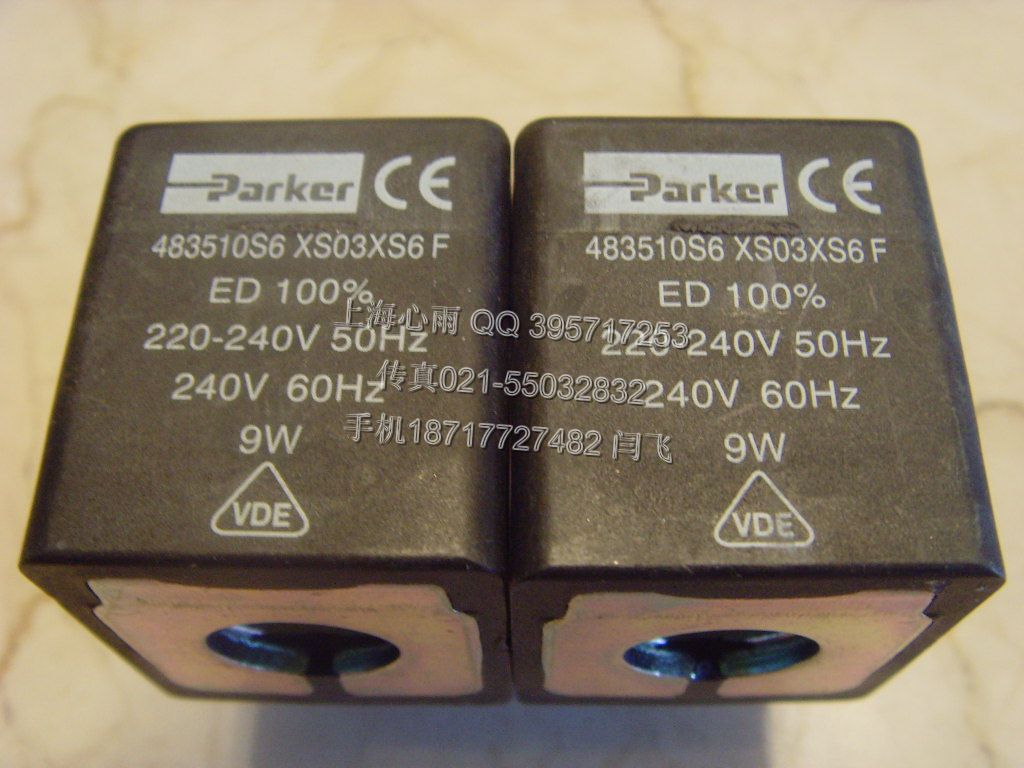 Parker CE
483510S6 XS03XS6 F
ED 100%
220-240V 50Hz
240V 60Hz
9W
VDE
Parker CE
483510S6 XS03XS6 F
ED 100%
220-240V 50Hz
240V 60Hz
9W
VDE
上海心雨 QQ 395717253
传真021-55032832
手机18717727482 闫飞